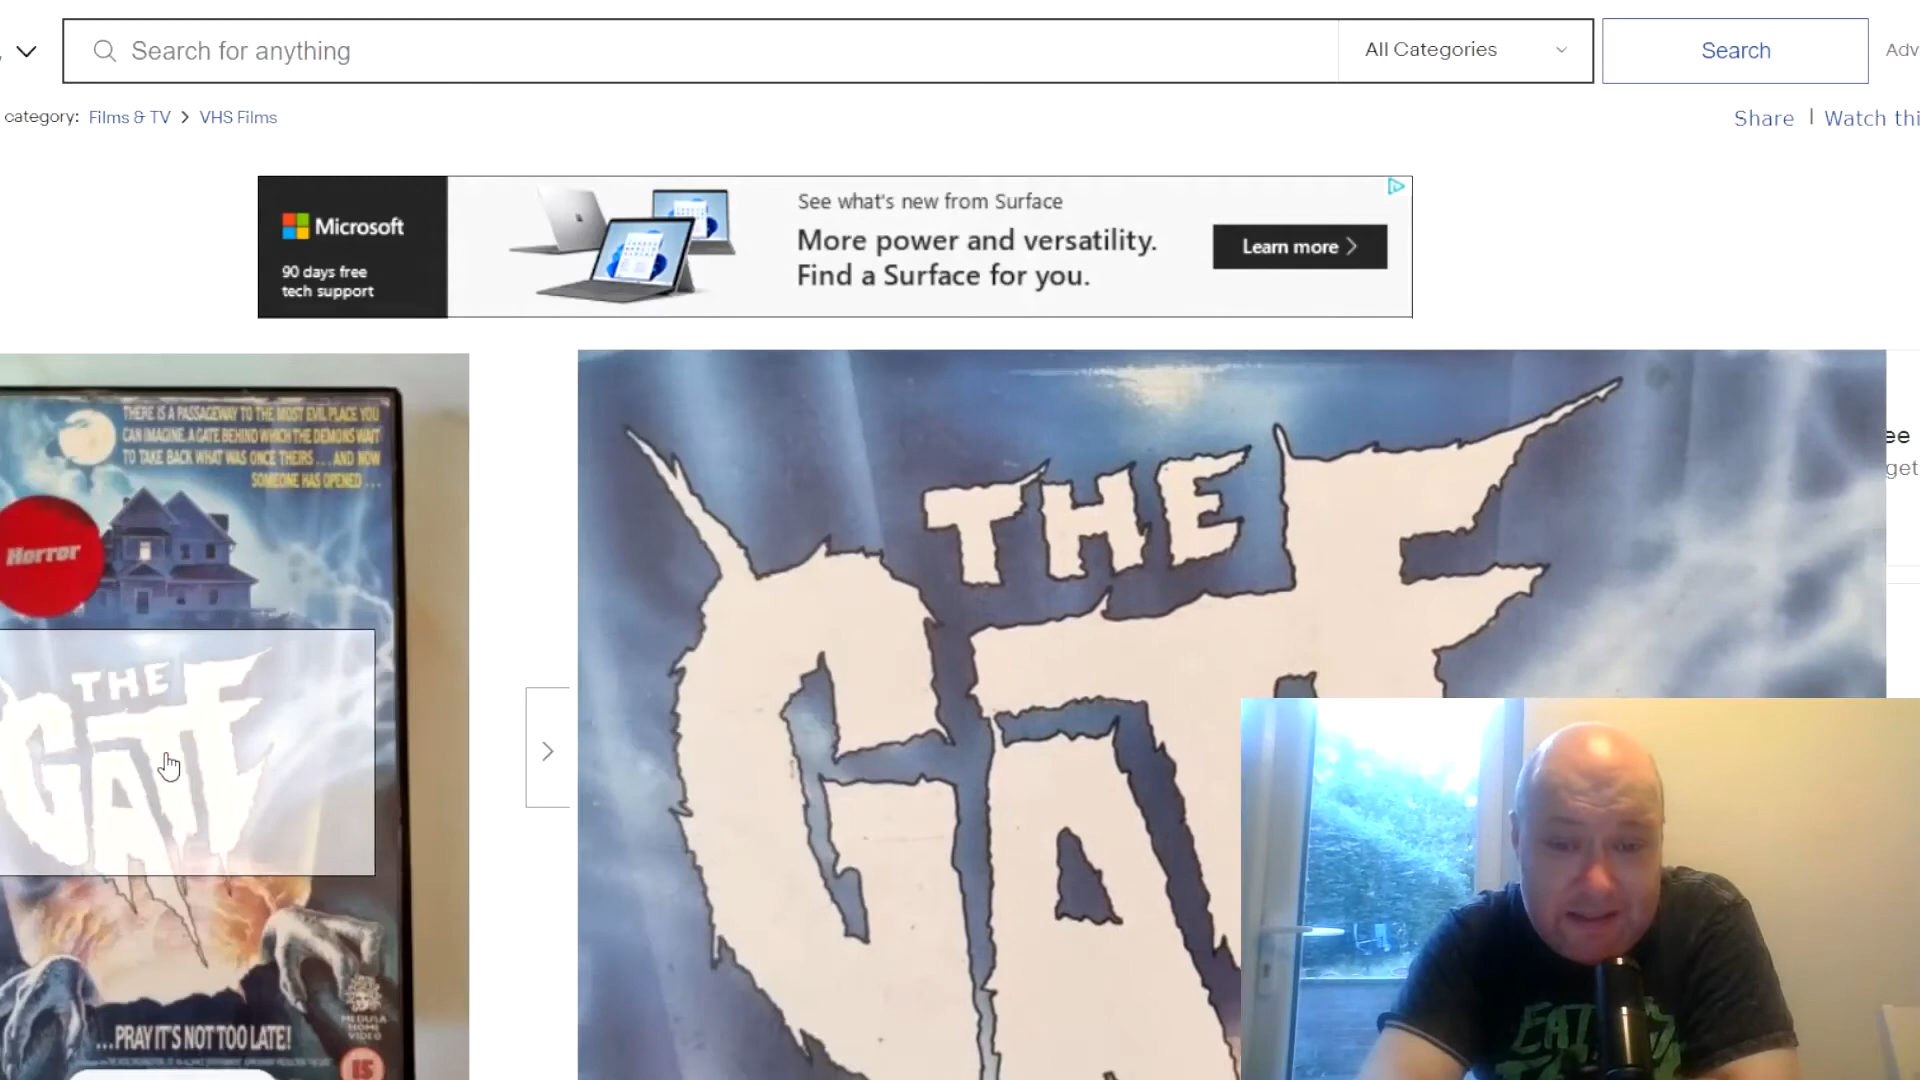 Search for anything
All Categories
Search
Adv
category: Films & TV > VHS Films
Share | Watch thi
Microsoft
90 days free
tech support
See what's new from Surface
More power and versatility.
Find a Surface for you.
Learn more >
THERE IS A PASSAGEWAY TO THE MOST EVIL PLACE YOU
CAN IMAGINE. A GATE BEHIND WHICH THE DEMONS WAIT
TO TAKE BACK WHAT WAS ONCE THEIRS ... AND NOW
SOMEONE HAS OPENED ...
Horror
THE
GATE
...PRAY IT'S NOT TOO LATE!
MEDUSA
HOME
VIDEO
15
THE
GATE
ee
get
EAT